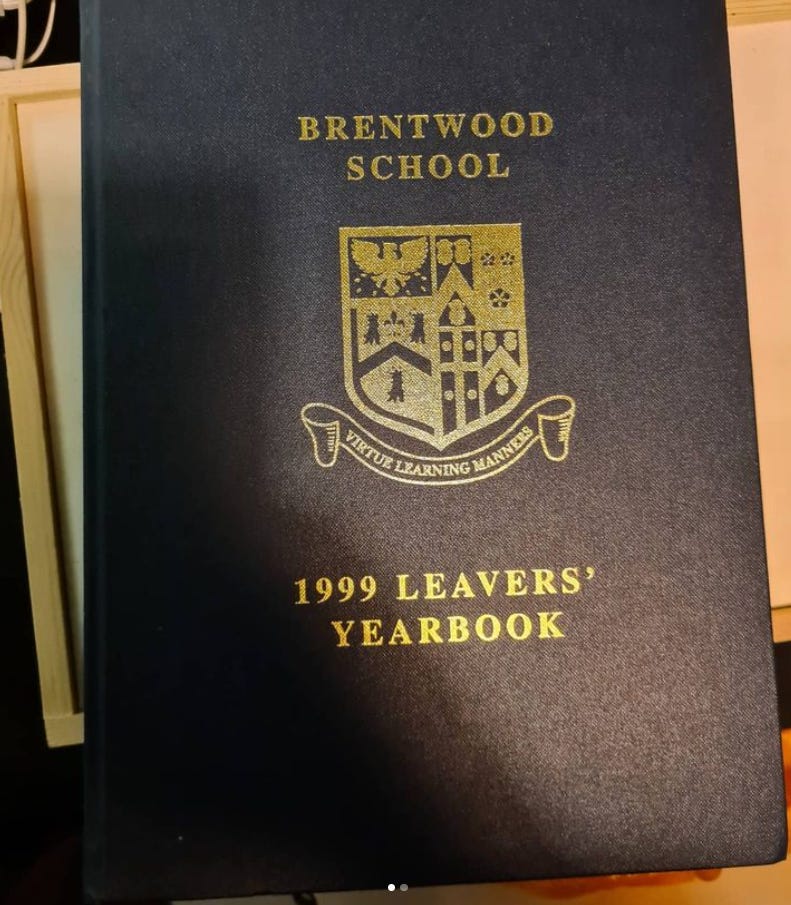 BRENTWOOD
SCHOOL
VIRTUE LEARNING MANNERS
1999 LEAVERS’
YEARBOOK